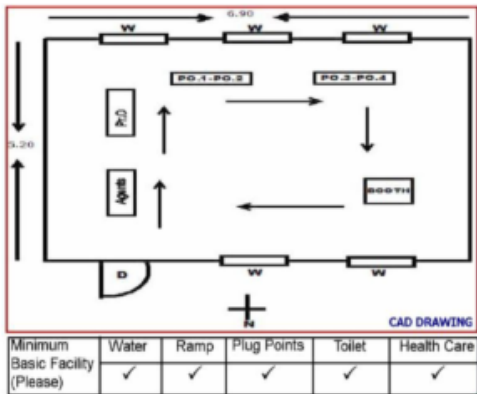 6.90
W W W
PO.1-PO.2 PO.3-PO.4
Pr.O
5.20
Agents
BOOTH
D
W W
N
CAD DRAWING
Minimum Basic Facility (Please) Water Ramp Plug Points Toilet Health Care
✓ ✓ ✓ ✓ ✓